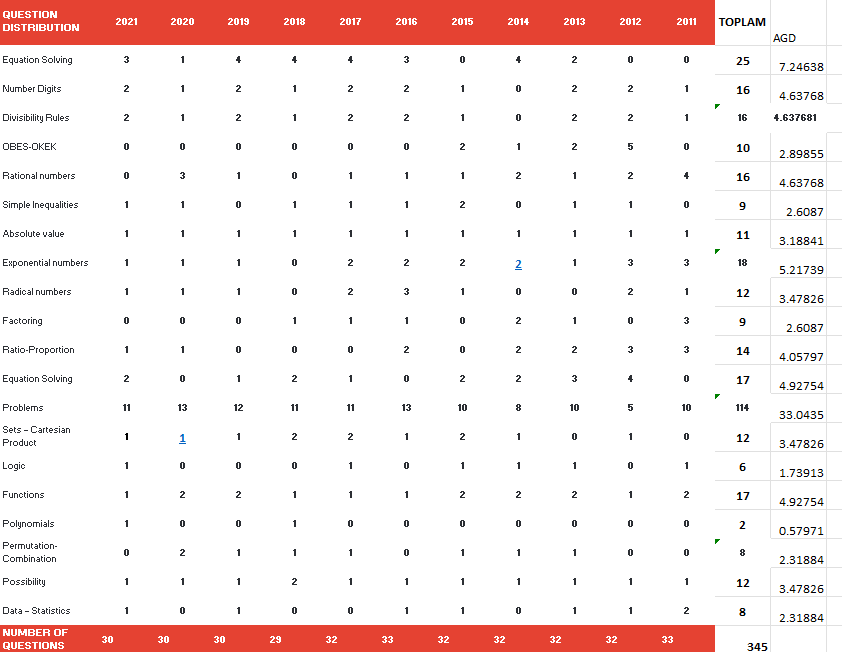 QUESTION DISTRIBUTION 2021 2020 2019 2018 2017 2016 2015 2014 2013 2012 2011 TOPLAM AGD
Equation Solving 3 1 4 4 4 3 0 4 2 0 0 25 7.24638
Number Digits 2 1 2 1 2 2 1 0 2 2 1 16 4.63768
Divisibility Rules 2 1 2 1 2 2 1 0 2 2 1 16 4.637681
OBES-OKEK 0 0 0 0 0 0 2 1 2 5 0 10 2.89855
Rational numbers 0 3 1 0 1 1 1 2 1 2 4 16 4.63768
Simple Inequalities 1 1 0 1 1 1 2 0 1 1 0 9 2.6087
Absolute value 1 1 1 1 1 1 1 1 1 1 1 11 3.18841
Exponential numbers 1 1 1 0 2 2 2 2 1 3 3 18 5.21739
Radical numbers 1 1 1 0 2 3 1 0 0 2 1 12 3.47826
Factoring 0 0 0 1 1 1 0 2 1 0 3 9 2.6087
Ratio-Proportion 1 1 0 0 0 2 0 2 2 3 3 14 4.05797
Equation Solving 2 0 1 2 1 0 2 2 3 4 0 17 4.92754
Problems 11 13 12 11 11 13 10 8 10 5 10 114 33.0435
Sets – Cartesian Product 1 1 1 2 2 1 2 1 0 1 0 12 3.47826
Logic 1 0 0 0 1 0 1 1 1 0 1 6 1.73913
Functions 1 2 2 1 1 1 2 2 2 1 2 17 4.92754
Polynomials 1 0 0 1 0 0 0 0 0 0 0 2 0.57971
Permutation-Combination 0 2 1 1 1 0 1 1 1 0 0 8 2.31884
Possibility 1 1 1 2 1 1 1 1 1 1 1 12 3.47826
Data – Statistics 1 0 1 0 0 1 1 0 1 1 2 8 2.31884
NUMBER OF QUESTIONS 30 30 30 29 32 33 32 32 32 32 33 345